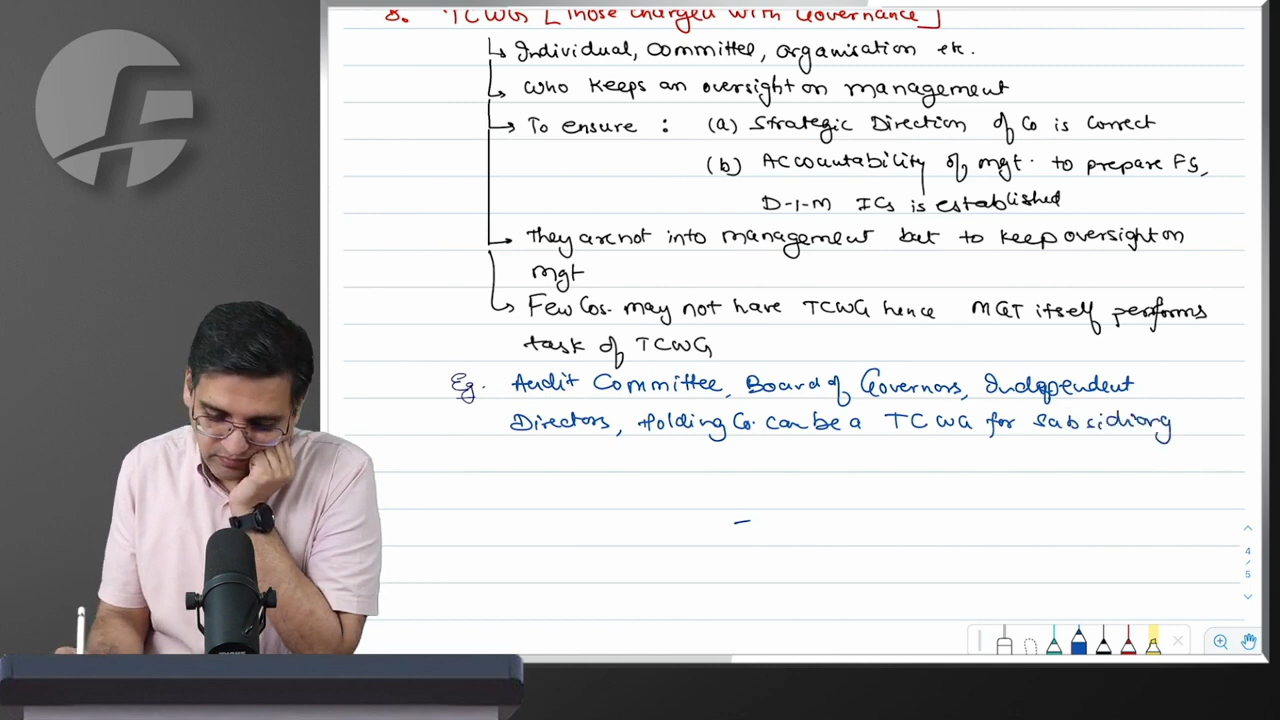 8. TCWG [Those charged with Governance]
Individual, committee, organisation etc.
who keeps an oversight on management
To ensure : (a) Strategic Direction of Co is correct
(b) Accountability of mgt. to prepare FS,
D-I-M ICs is established
They are not into management but to keep oversight on
mgt
Few Cos. may not have TCWG hence MGT itself performs
task of TCWG
Eg. Audit Committee, Board of Governors, Independent
Directors, Holding Co. can be a TCWG for subsidiary
4
/
5